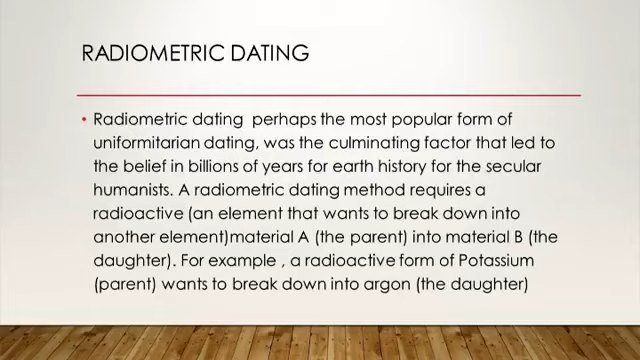 RADIOMETRIC DATING
• Radiometric dating perhaps the most popular form of
uniformitarian dating, was the culminating factor that led to
the belief in billions of years for earth history for the secular
humanists. A radiometric dating method requires a
radioactive (an element that wants to break down into
another element)material A (the parent) into material B (the
daughter). For example , a radioactive form of Potassium
(parent) wants to break down into argon (the daughter)